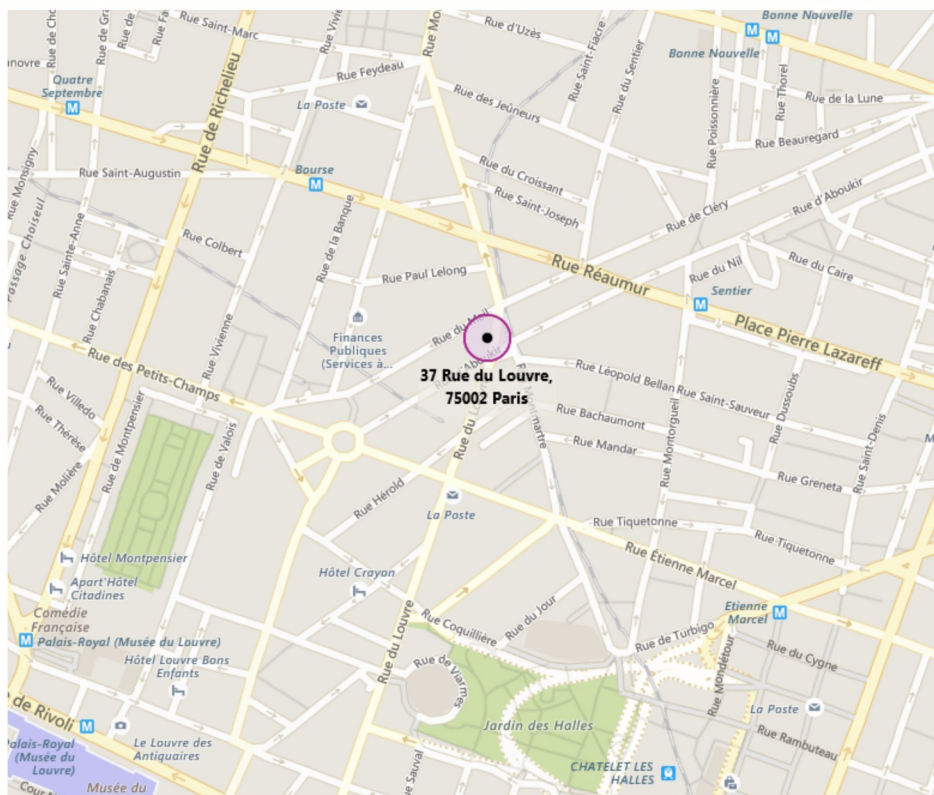 Bonne Nouvelle
Rue Saint-Marc
Rue d'Uzès
Bonne Nouvelle
Rue Feydeau
Rue Saint-Fiacre
Rue du Sentier
Quatre
Septembre
La Poste
Rue des Jeûneurs
Rue Thorel
Rue de la Lune
Rue de Richelieu
Rue Poissonnière
Rue Beauregard
Bourse
Rue Saint-Augustin
Rue du Croissant
Rue Monsigny
Rue Saint-Joseph
Rue de Cléry
Rue d'Aboukir
Passage Choiseul
Rue Sainte-Anne
Rue Colbert
Rue de la Banque
Rue Chabanais
Rue Paul Lelong
Rue Réaumur
Rue du Nil
Rue du Caire
Sentier
Rue Vivienne
Finances
Publiques
(Services à...
Rue du Mail
Place Pierre Lazareff
Rue des Petits-Champs
37 Rue du Louvre,
75002 Paris
Rue Léopold Bellan
Rue Saint-Sauveur
Rue Dussoubs
Rue Villedo
Rue Thérèse
Rue de Montpensier
Rue Bachaumont
Rue Montorgueil
Rue Saint-Denis
Rue Molière
Rue de Valois
Rue Mandar
Rue Greneta
Rue Hérold
La Poste
Rue Tiquetonne
Rue Tiquetonne
Rue Étienne Marcel
Hôtel Montpensier
Apart'Hôtel
Citadines
Hôtel Crayon
Comédie
Française
Palais-Royal (Musée du Louvre)
Rue Coquillière
Rue du Jour
Etienne
Marcel
Rue de Turbigo
Rue du Louvre
Hôtel Louvre Bons
Enfants
Rue de Viarmes
Rue Mondétour
Rue du Cygne
de Rivoli
La Poste
Jardin des Halles
Palais-Royal
(Musée du
Louvre)
Le Louvre des
Antiquaires
Rue Rambuteau
Rue Sauval
CHATELET LES
HALLES
Musée du